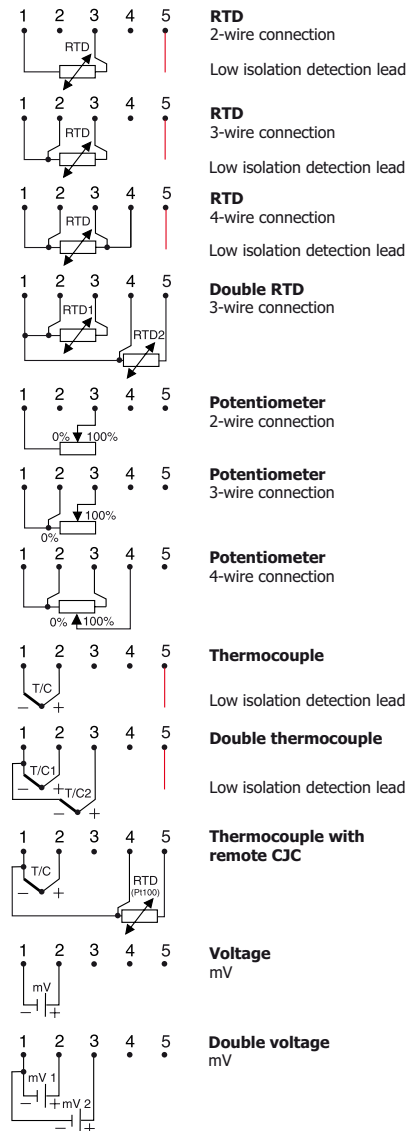 1 2 3 4 5
RTD
RTD
2-wire connection
Low isolation detection lead
1 2 3 4 5
RTD
RTD
3-wire connection
Low isolation detection lead
1 2 3 4 5
RTD
RTD
4-wire connection
Low isolation detection lead
1 2 3 4 5
RTD1
RTD2
Double RTD
3-wire connection
1 2 3 4 5
0% 100%
Potentiometer
2-wire connection
1 2 3 4 5
100%
0%
Potentiometer
3-wire connection
1 2 3 4 5
0% 100%
Potentiometer
4-wire connection
1 2 3 4 5
T/C
– +
Thermocouple
Low isolation detection lead
1 2 3 4 5
T/C1
– +
T/C2
– +
Double thermocouple
Low isolation detection lead
1 2 3 4 5
T/C
– +
RTD
(Pt100)
Thermocouple with
remote CJC
1 2 3 4 5
mV
– +
Voltage
mV
1 2 3 4 5
mV 1
– +
mV 2
– +
Double voltage
mV